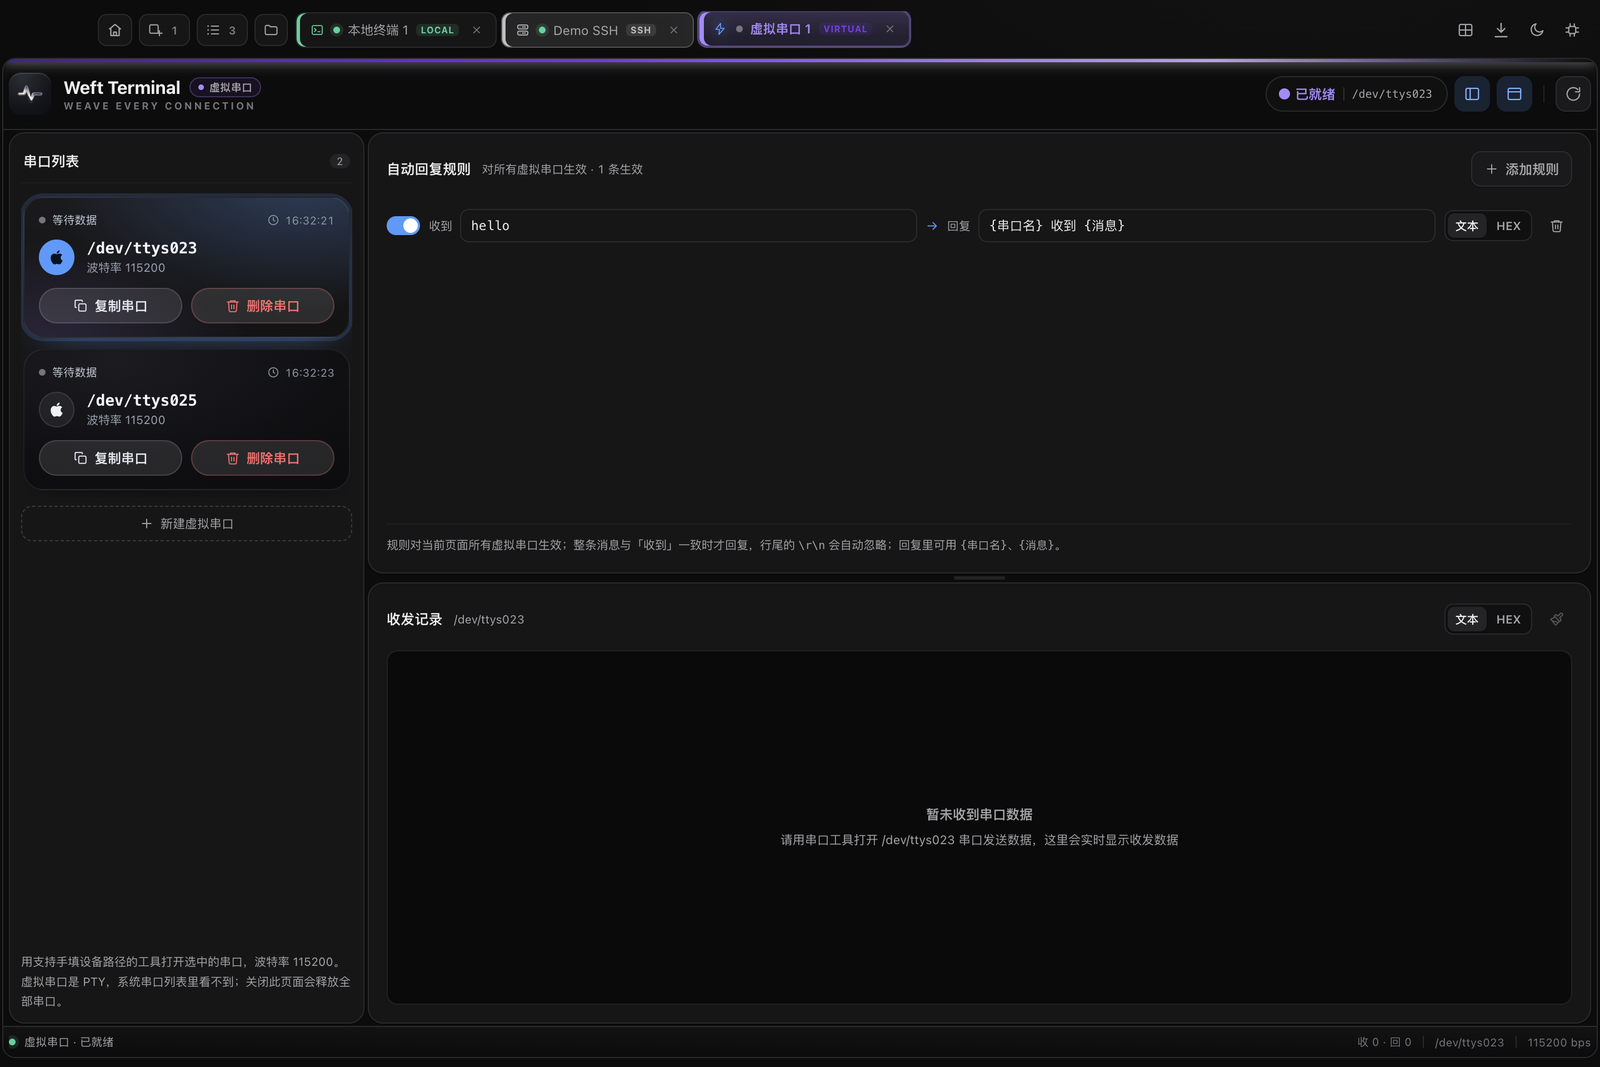 1
3
本地终端 1 LOCAL
Demo SSH SSH
虚拟串口 1 VIRTUAL
Weft Terminal
虚拟串口
WEAVE EVERY CONNECTION
已就绪 /dev/ttys023
串口列表 2
等待数据 16:32:21
/dev/ttys023
波特率 115200
复制串口 删除串口
等待数据 16:32:23
/dev/ttys025
波特率 115200
复制串口 删除串口
新建虚拟串口
用支持手填设备路径的工具打开选中的串口，波特率 115200。
虚拟串口是 PTY，系统串口列表里看不到；关闭此页面会释放全
部串口。
自动回复规则 对所有虚拟串口生效 · 1 条生效
添加规则
收到 hello → 回复 {串口名} 收到 {消息} 文本 HEX
规则对当前页面所有虚拟串口生效；整条消息与「收到」一致时才回复，行尾的 \r\n 会自动忽略；回复里可用 {串口名}、{消息}。
收发记录 /dev/ttys023 文本 HEX
暂未收到串口数据
请用串口工具打开 /dev/ttys023 串口发送数据，这里会实时显示收发数据
虚拟串口 · 已就绪
收 0 · 回 0 /dev/ttys023 115200 bps